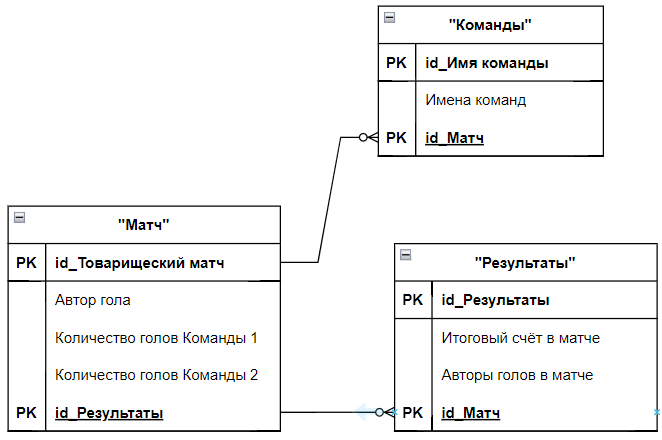 "Команды"
PK id_Имя команды
Имена команд
PK id_Матч
"Матч"
PK id_Товарищеский матч
Автор гола
Количество голов Команды 1
Количество голов Команды 2
PK id_Результаты
"Результаты"
PK id_Результаты
Итоговый счёт в матче
Авторы голов в матче
PK id_Матч